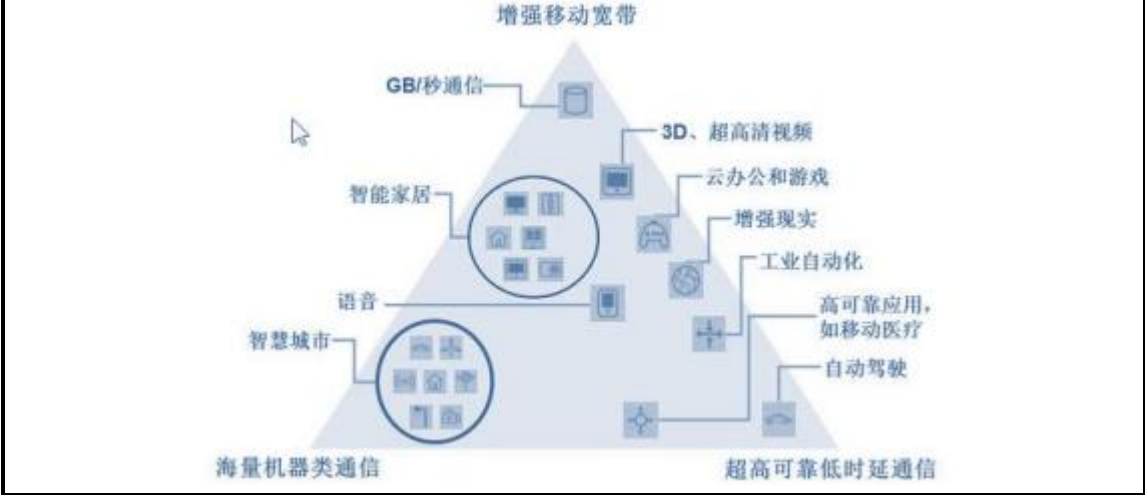 增强移动宽带
GB/秒通信
3D、超高清视频
云办公和游戏
智能家居
增强现实
工业自动化
语音
高可靠应用，
如移动医疗
智慧城市
自动驾驶
海量机器类通信
超高可靠低时延通信